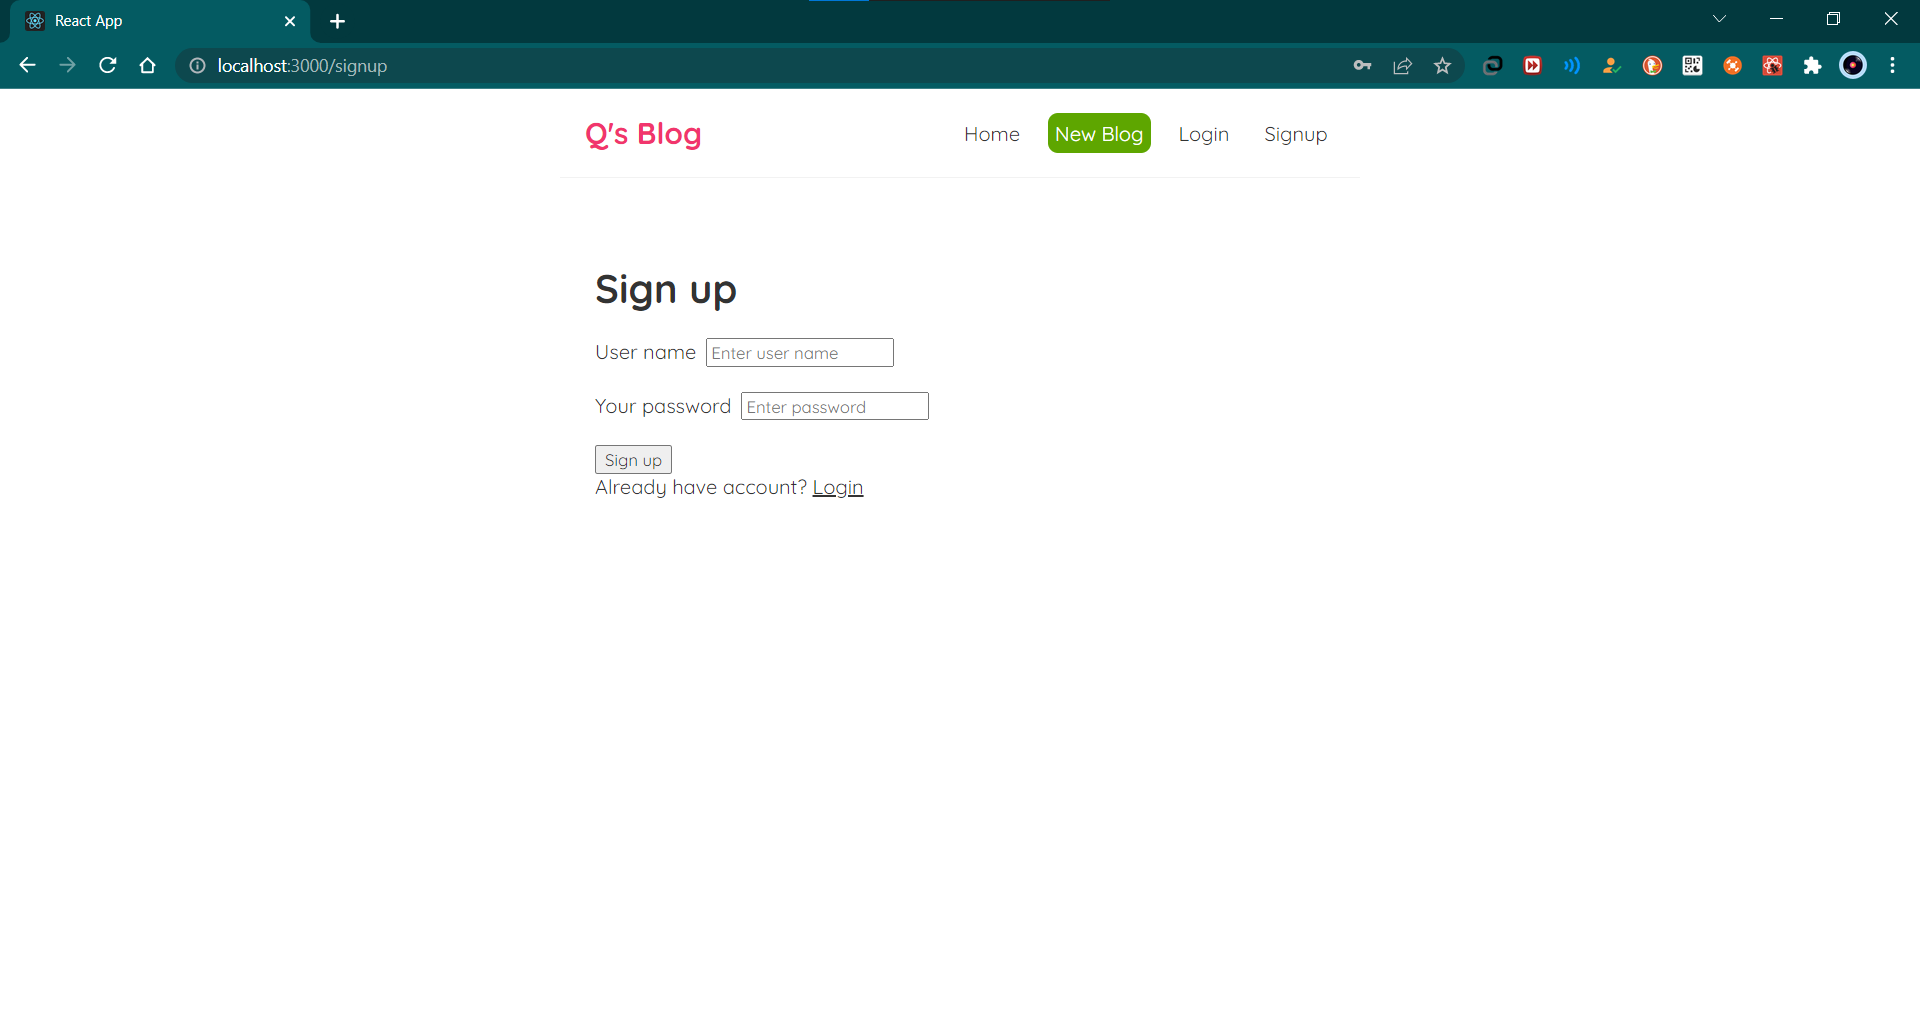 React App
localhost:3000/signup
Q's Blog Home New Blog Login Signup
Sign up
User name Enter user name
Your password Enter password
Sign up
Already have account? Login